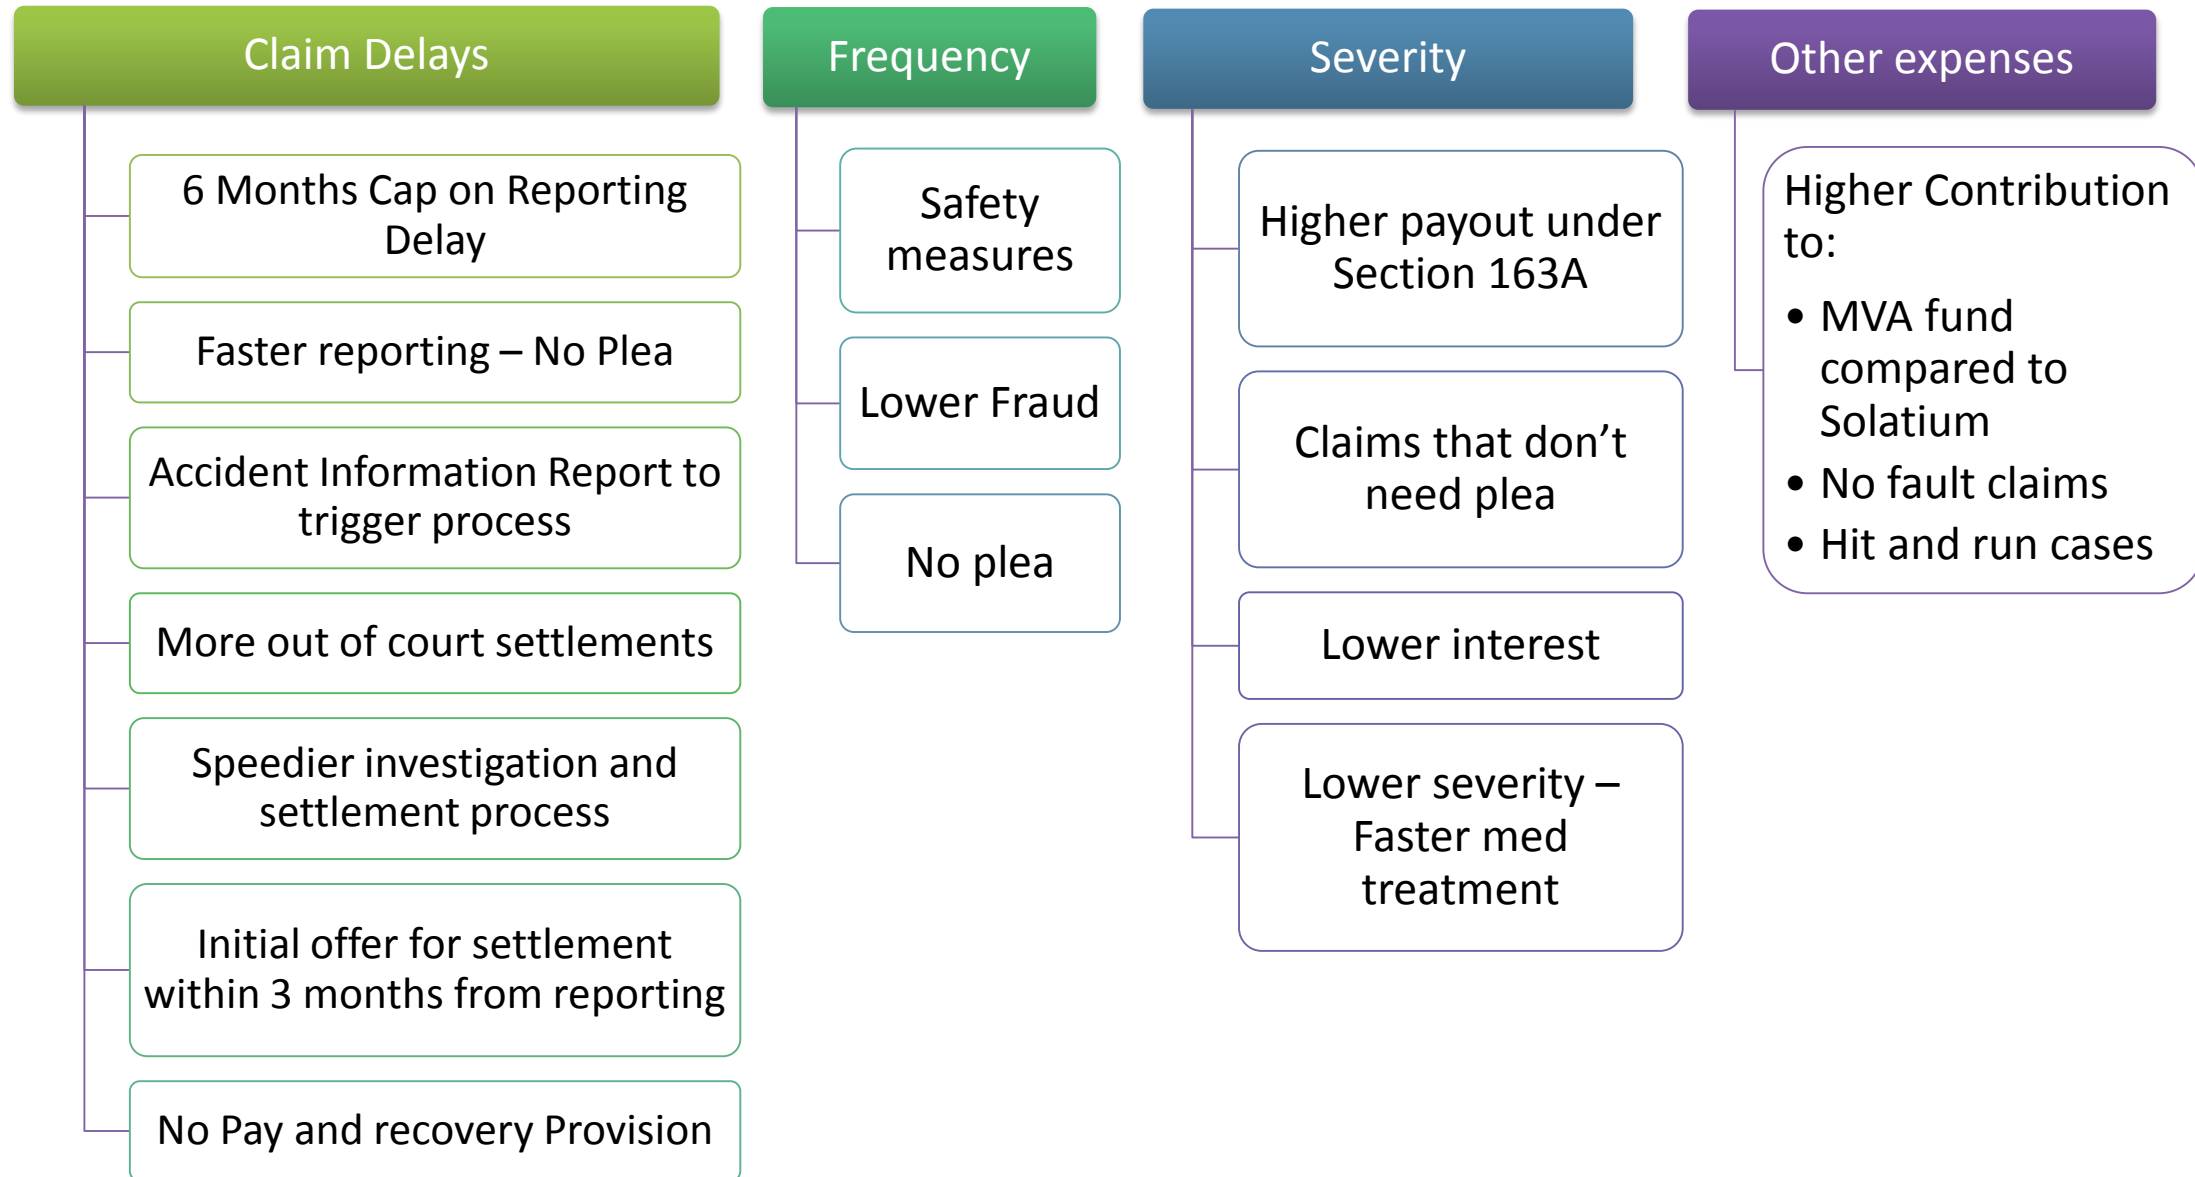 Claim Delays
6 Months Cap on Reporting
Delay
Faster reporting – No Plea
Accident Information Report to
trigger process
More out of court settlements
Speedier investigation and
settlement process
Initial offer for settlement
within 3 months from reporting
No Pay and recovery Provision
Frequency
Safety
measures
Lower Fraud
No plea
Severity
Higher payout under
Section 163A
Claims that don’t
need plea
Lower interest
Lower severity –
Faster med
treatment
Other expenses
Higher Contribution
to:
• MVA fund
compared to
Solatium
• No fault claims
• Hit and run cases